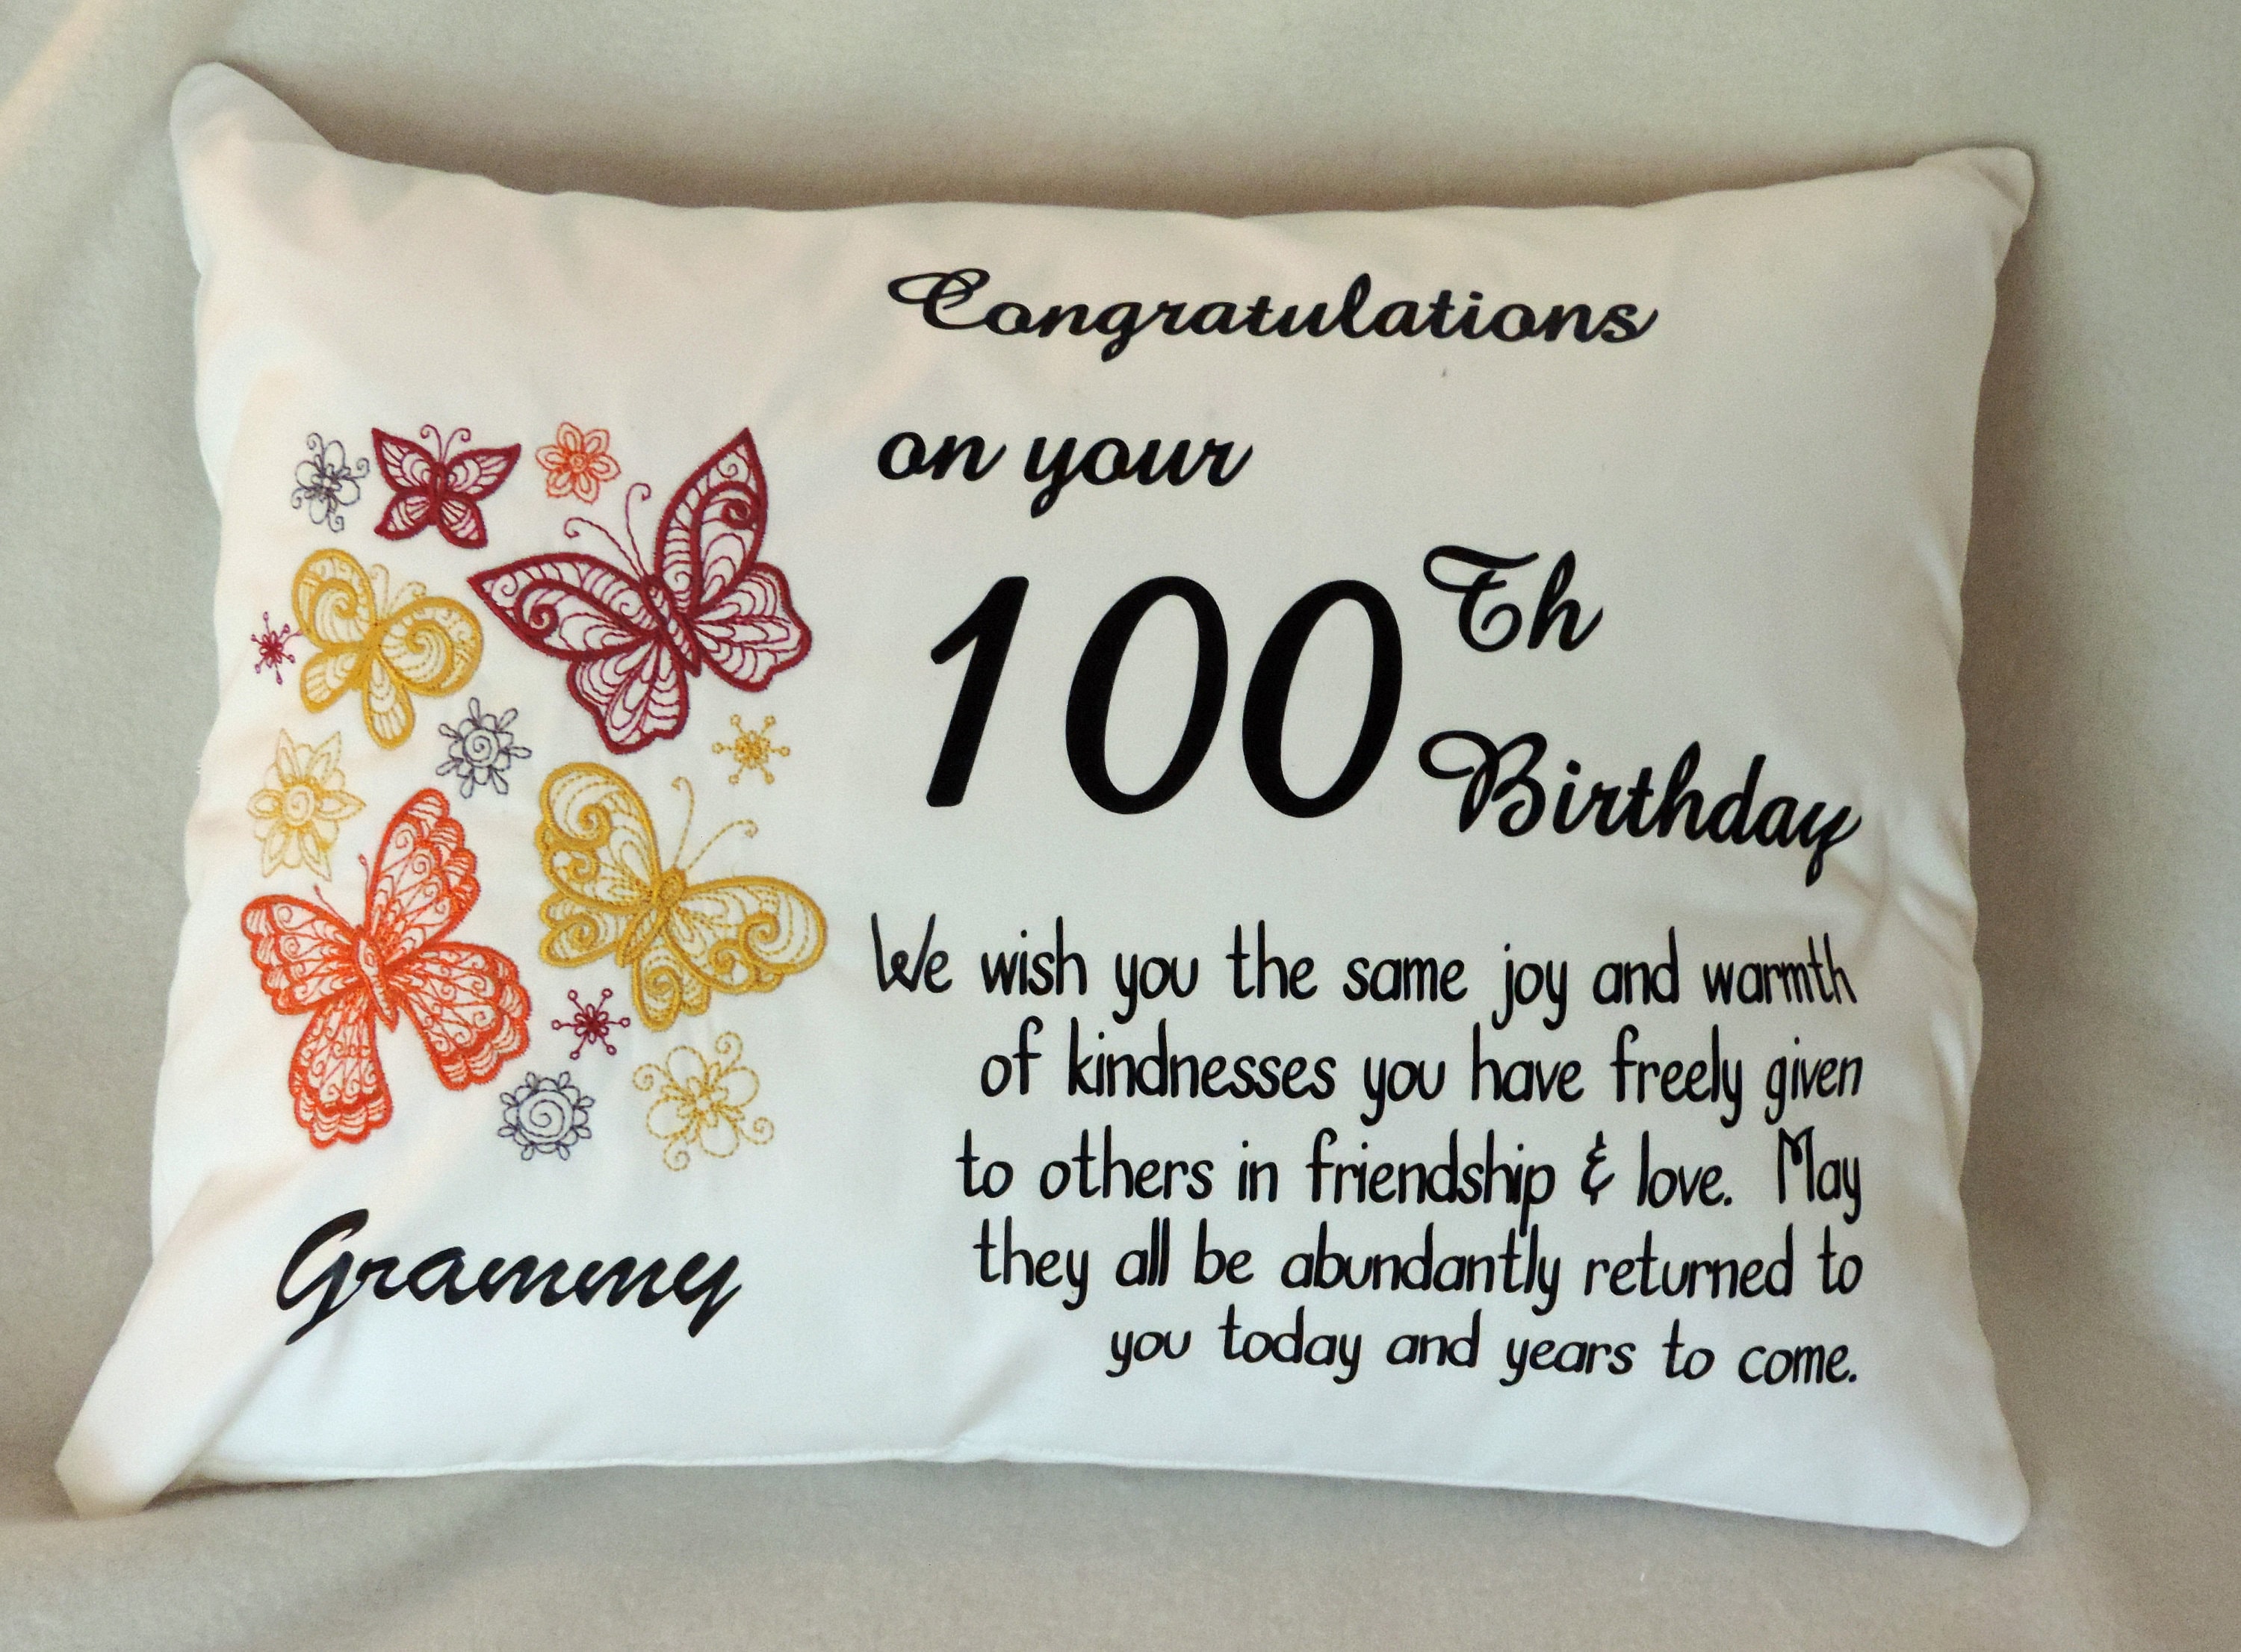 Congratulations
on your
100 Th
Birthday
We wish you the same joy and warmth
of kindnesses you have freely given
to others in friendship & love. May
they all be abundantly returned to
you today and years to come.
Grammy